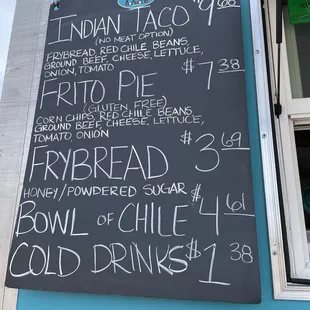 INDIAN TACO
(NO MEAT OPTION)
FRYBREAD, RED CHILE BEANS,
GROUND BEEF, CHEESE, LETTUCE,
ONION, TOMATO
FRITO PIE $7.38
(GLUTEN FREE)
CORN CHIPS, RED CHILE BEANS
GROUND BEEF, CHEESE, LETTUCE,
TOMATO, ONION
FRYBREAD $3.69
HONEY/POWDERED SUGAR
BOWL OF CHILE $4.61
COLD DRINKS $1.38